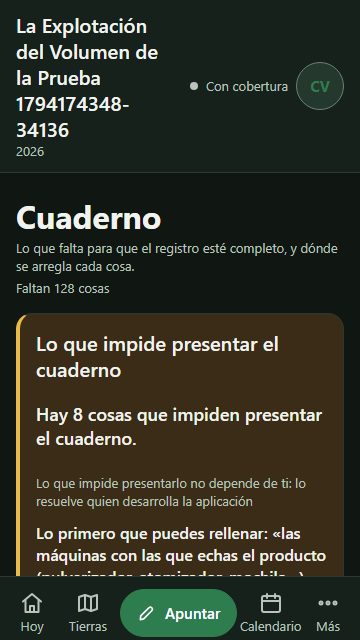 La Explotación
del Volumen de
la Prueba
1794174348-
34136
2026
Con cobertura
CV
Cuaderno
Lo que falta para que el registro esté completo, y dónde
se arregla cada cosa.
Faltan 128 cosas
Lo que impide presentar el
cuaderno
Hay 8 cosas que impiden presentar
el cuaderno.
Lo que impide presentarlo no depende de ti: lo
resuelve quien desarrolla la aplicación
Lo primero que puedes rellenar: «las
máquinas con las que echas el producto
(pulverizador, atomizador, mochila…)
Hoy
Tierras
Apuntar
Calendario
Más